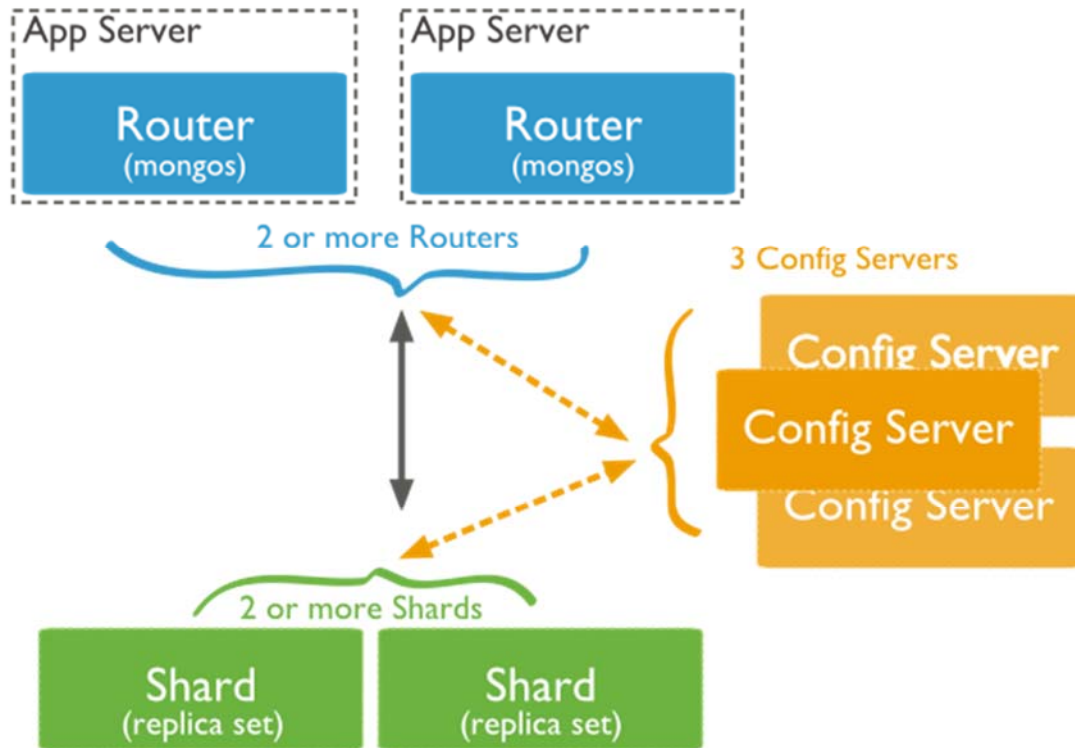 App Server
App Server
Router
(mongos)
Router
(mongos)
2 or more Routers
3 Config Servers
Config Server
Config Server
Config Server
2 or more Shards
Shard
(replica set)
Shard
(replica set)